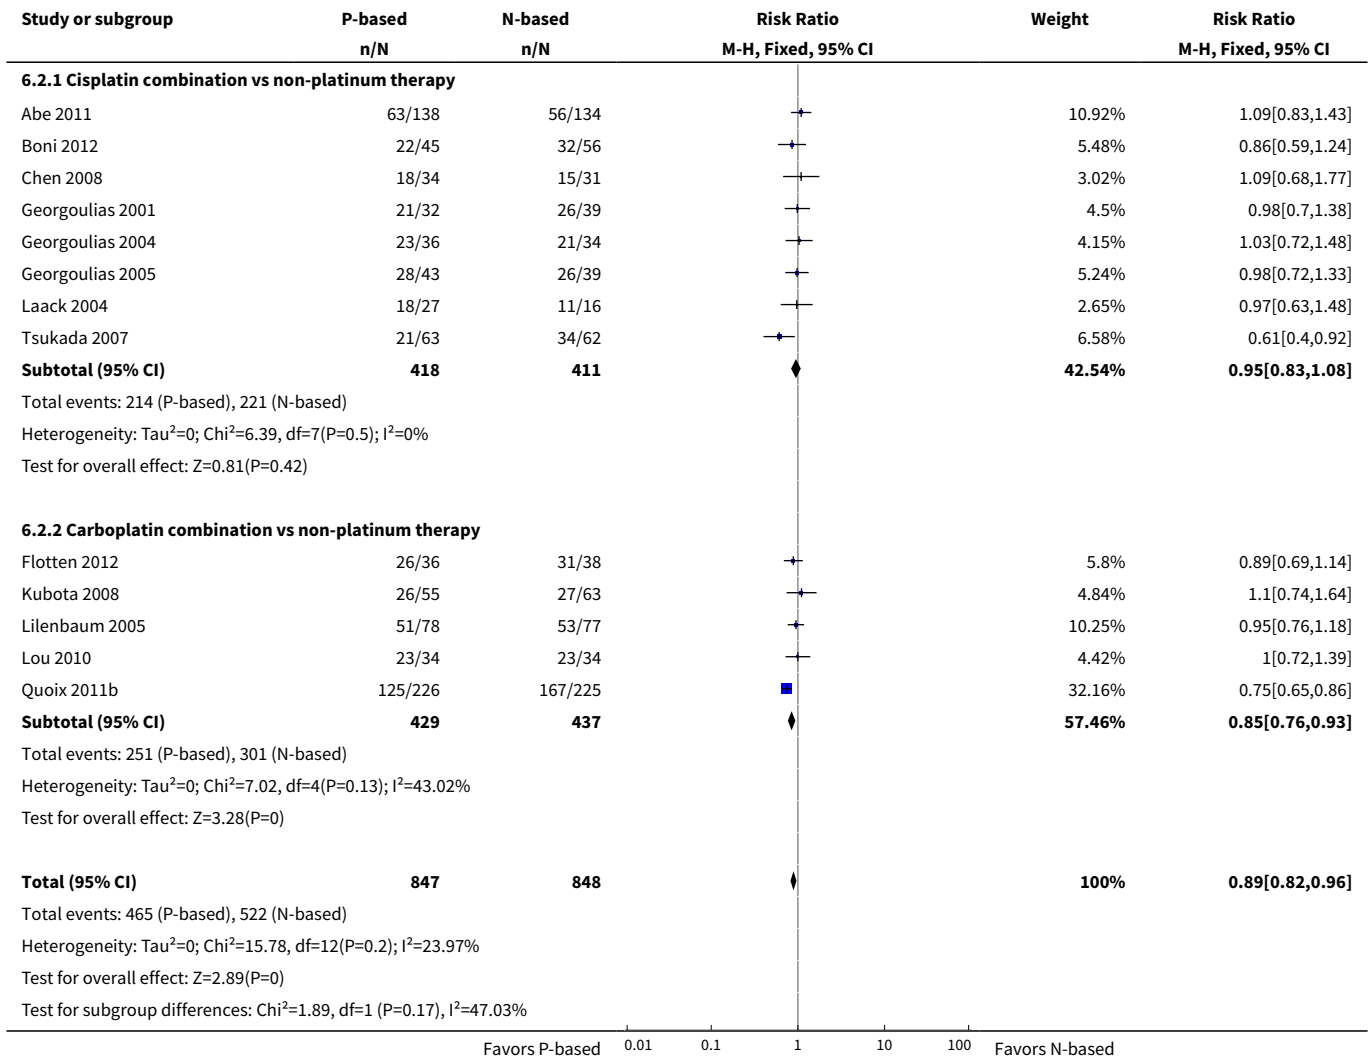 Study or subgroup P-based N-based Risk Ratio Weight Risk Ratio
n/N n/N M-H, Fixed, 95% CI M-H, Fixed, 95% CI
6.2.1 Cisplatin combination vs non-platinum therapy
Abe 2011 63/138 56/134 10.92% 1.09[0.83,1.43]
Boni 2012 22/45 32/56 5.48% 0.86[0.59,1.24]
Chen 2008 18/34 15/31 3.02% 1.09[0.68,1.77]
Georgoulias 2001 21/32 26/39 4.5% 0.98[0.7,1.38]
Georgoulias 2004 23/36 21/34 4.15% 1.03[0.72,1.48]
Georgoulias 2005 28/43 26/39 5.24% 0.98[0.72,1.33]
Laack 2004 18/27 11/16 2.65% 0.97[0.63,1.48]
Tsukada 2007 21/63 34/62 6.58% 0.61[0.4,0.92]
Subtotal (95% CI) 418 411 42.54% 0.95[0.83,1.08]
Total events: 214 (P-based), 221 (N-based)
Heterogeneity: Tau²=0; Chi²=6.39, df=7(P=0.5); I²=0%
Test for overall effect: Z=0.81(P=0.42)
6.2.2 Carboplatin combination vs non-platinum therapy
Flotten 2012 26/36 31/38 5.8% 0.89[0.69,1.14]
Kubota 2008 26/55 27/63 4.84% 1.1[0.74,1.64]
Lilenbaum 2005 51/78 53/77 10.25% 0.95[0.76,1.18]
Lou 2010 23/34 23/34 4.42% 1[0.72,1.39]
Quoix 2011b 125/226 167/225 32.16% 0.75[0.65,0.86]
Subtotal (95% CI) 429 437 57.46% 0.85[0.76,0.93]
Total events: 251 (P-based), 301 (N-based)
Heterogeneity: Tau²=0; Chi²=7.02, df=4(P=0.13); I²=43.02%
Test for overall effect: Z=3.28(P=0)
Total (95% CI) 847 848 100% 0.89[0.82,0.96]
Total events: 465 (P-based), 522 (N-based)
Heterogeneity: Tau²=0; Chi²=15.78, df=12(P=0.2); I²=23.97%
Test for overall effect: Z=2.89(P=0)
Test for subgroup differences: Chi²=1.89, df=1 (P=0.17), I²=47.03%
Favors P-based 0.01 0.1 1 10 100 Favors N-based